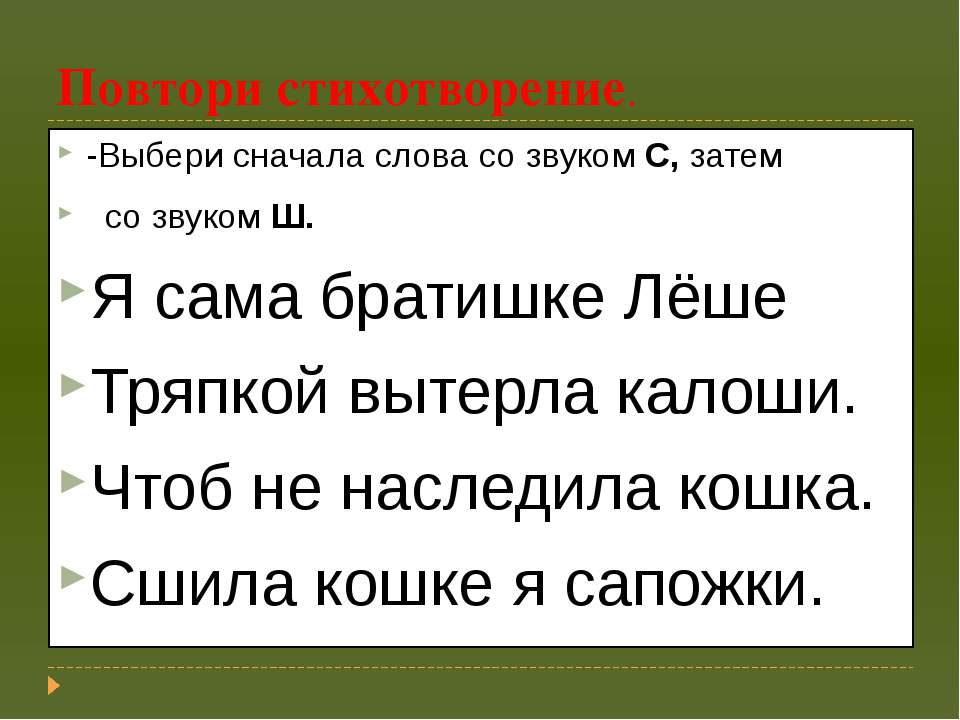 Повтори стихотворение.
-Выбери сначала слова со звуком С, затем
со звуком Ш.
Я сама братишке Лёше
Тряпкой вытерла калоши.
Чтоб не наследила кошка.
Сшила кошке я сапожки.